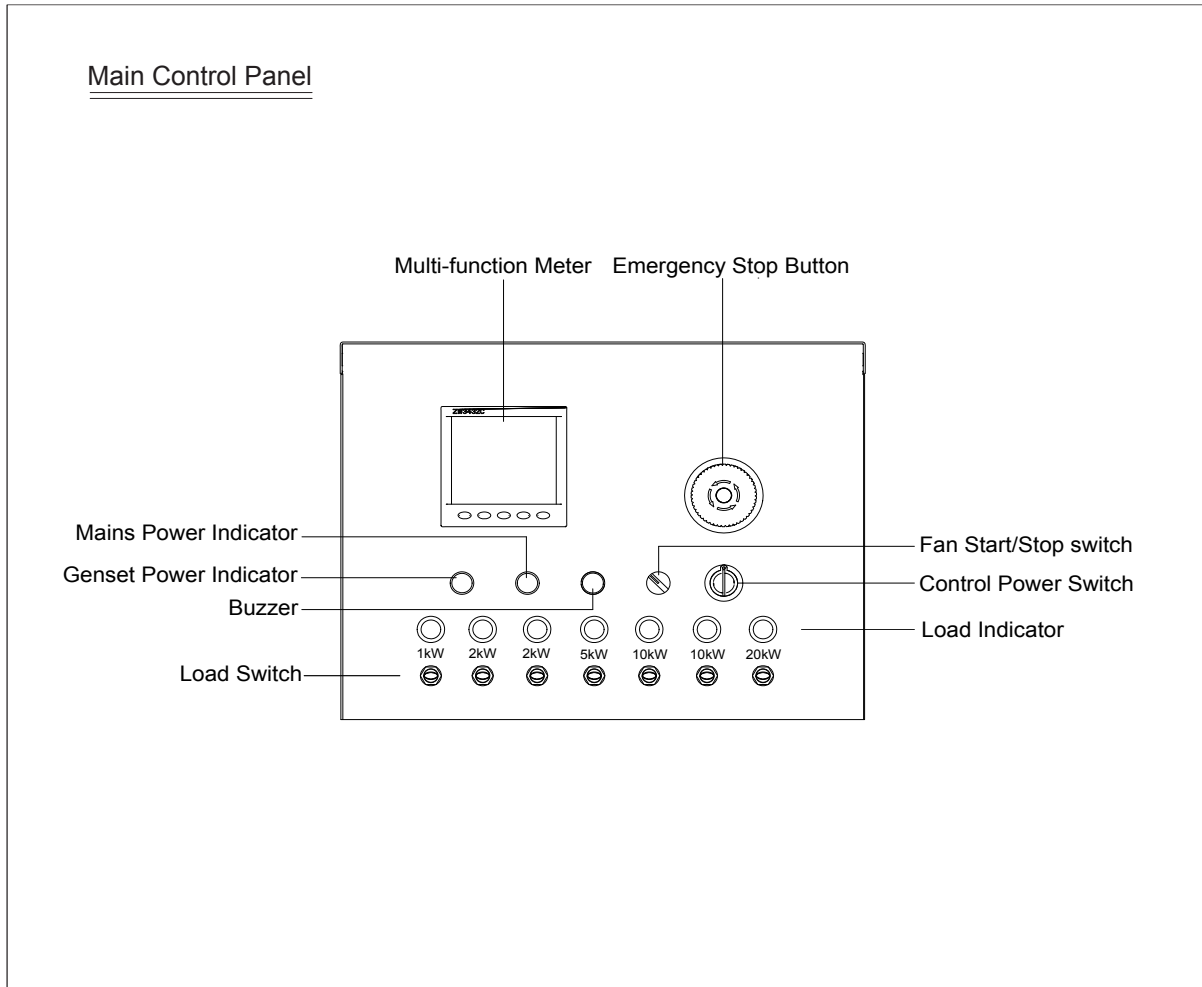 Main Control Panel
Multi-function Meter
Emergency Stop Button
Mains Power Indicator
Fan Start/Stop switch
Genset Power Indicator
Control Power Switch
Buzzer
Load Indicator
1kW 2kW 2kW 5kW 10kW 10kW 20kW
Load Switch